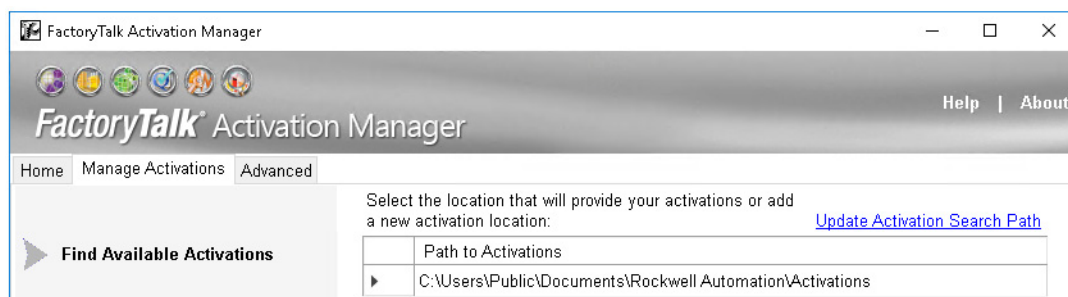 FactoryTalk Activation Manager
Help | About
FactoryTalk® Activation Manager
Home Manage Activations Advanced
Select the location that will provide your activations or add
a new activation location:
Update Activation Search Path
Find Available Activations
Path to Activations
C:\Users\Public\Documents\Rockwell Automation\Activations